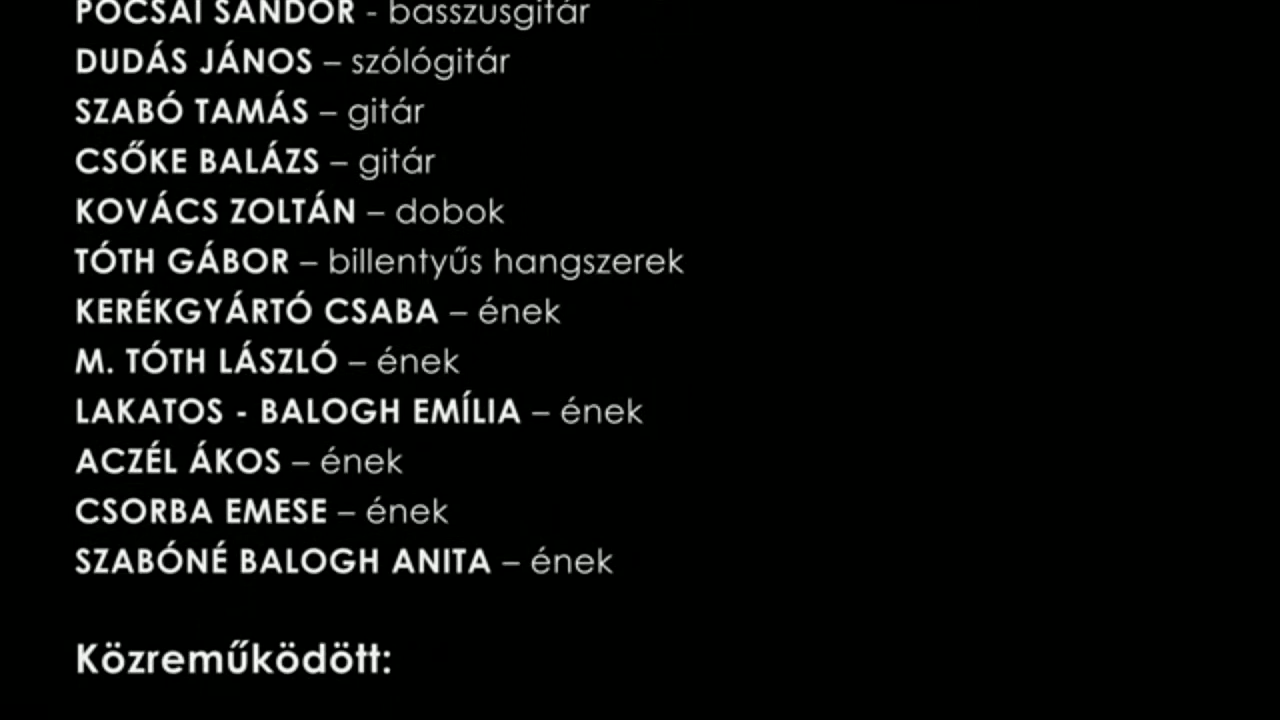 PÓCSAI SÁNDOR - basszusgitár
DUDÁS JÁNOS – szólógitár
SZABÓ TAMÁS – gitár
CSŐKE BALÁZS – gitár
KOVÁCS ZOLTÁN – dobok
TÓTH GÁBOR – billentyűs hangszerek
KERÉKGYÁRTÓ CSABA – ének
M. TÓTH LÁSZLÓ – ének
LAKATOS - BALOGH EMÍLIA – ének
ACZÉL ÁKOS – ének
CSORBA EMESE – ének
SZABÓNÉ BALOGH ANITA – ének
Közreműködött: